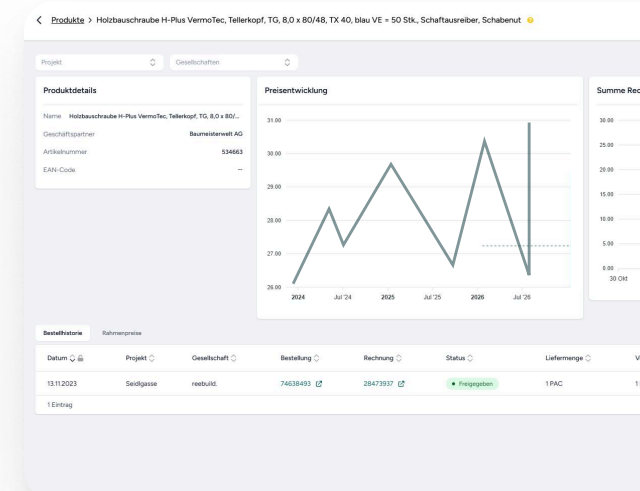 Produkte > Holzbauschraube H-Plus VermoTec, Tellerkopf, TG, 8,0 x 80/48, TX 40, blau VE = 50 Stk., Schaftausreiber, Schabenut
Projekt Gesellschaften
Produktdetails
Name Holzbauschraube H-Plus VermoTec, Tellerkopf, TG, 8,0 x 80/...
Geschäftspartner Baumeisterwelt AG
Artikelnummer 534663
EAN-Code --
Preisentwicklung
31.00
30.00
29.00
28.00
27.00
26.00
2024 Jul '24 2025 Jul '25 2026 Jul '26
Summe Rec
30.00
25.00
20.00
15.00
10.00
5.00
0.00
30 Okt
Bestellhistorie Rahmenpreise
Datum Projekt Gesellschaft Bestellung Rechnung Status Liefermenge V
13.11.2023 Seidlgasse reebuild. 74638493 28473937 Freigegeben 1 PAC 1
1 Eintrag